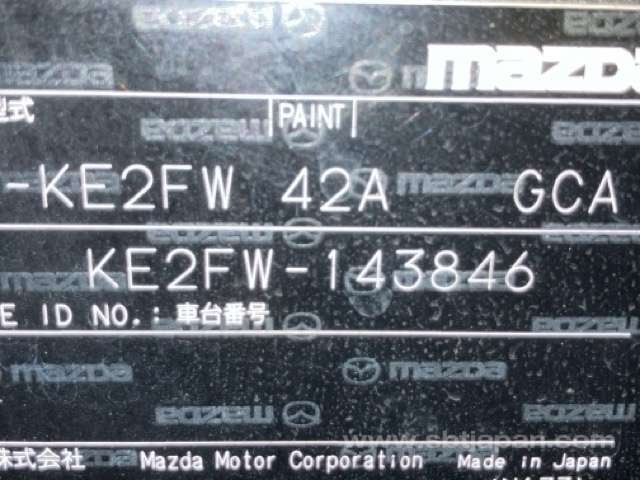 mazda
型式 PAINT
-KE2FW 42A GCA
KE2FW-143846
E ID NO.: 車台番号
株式会社 Mazda Motor Corporation Made in Japan
www.sbtjapan.com